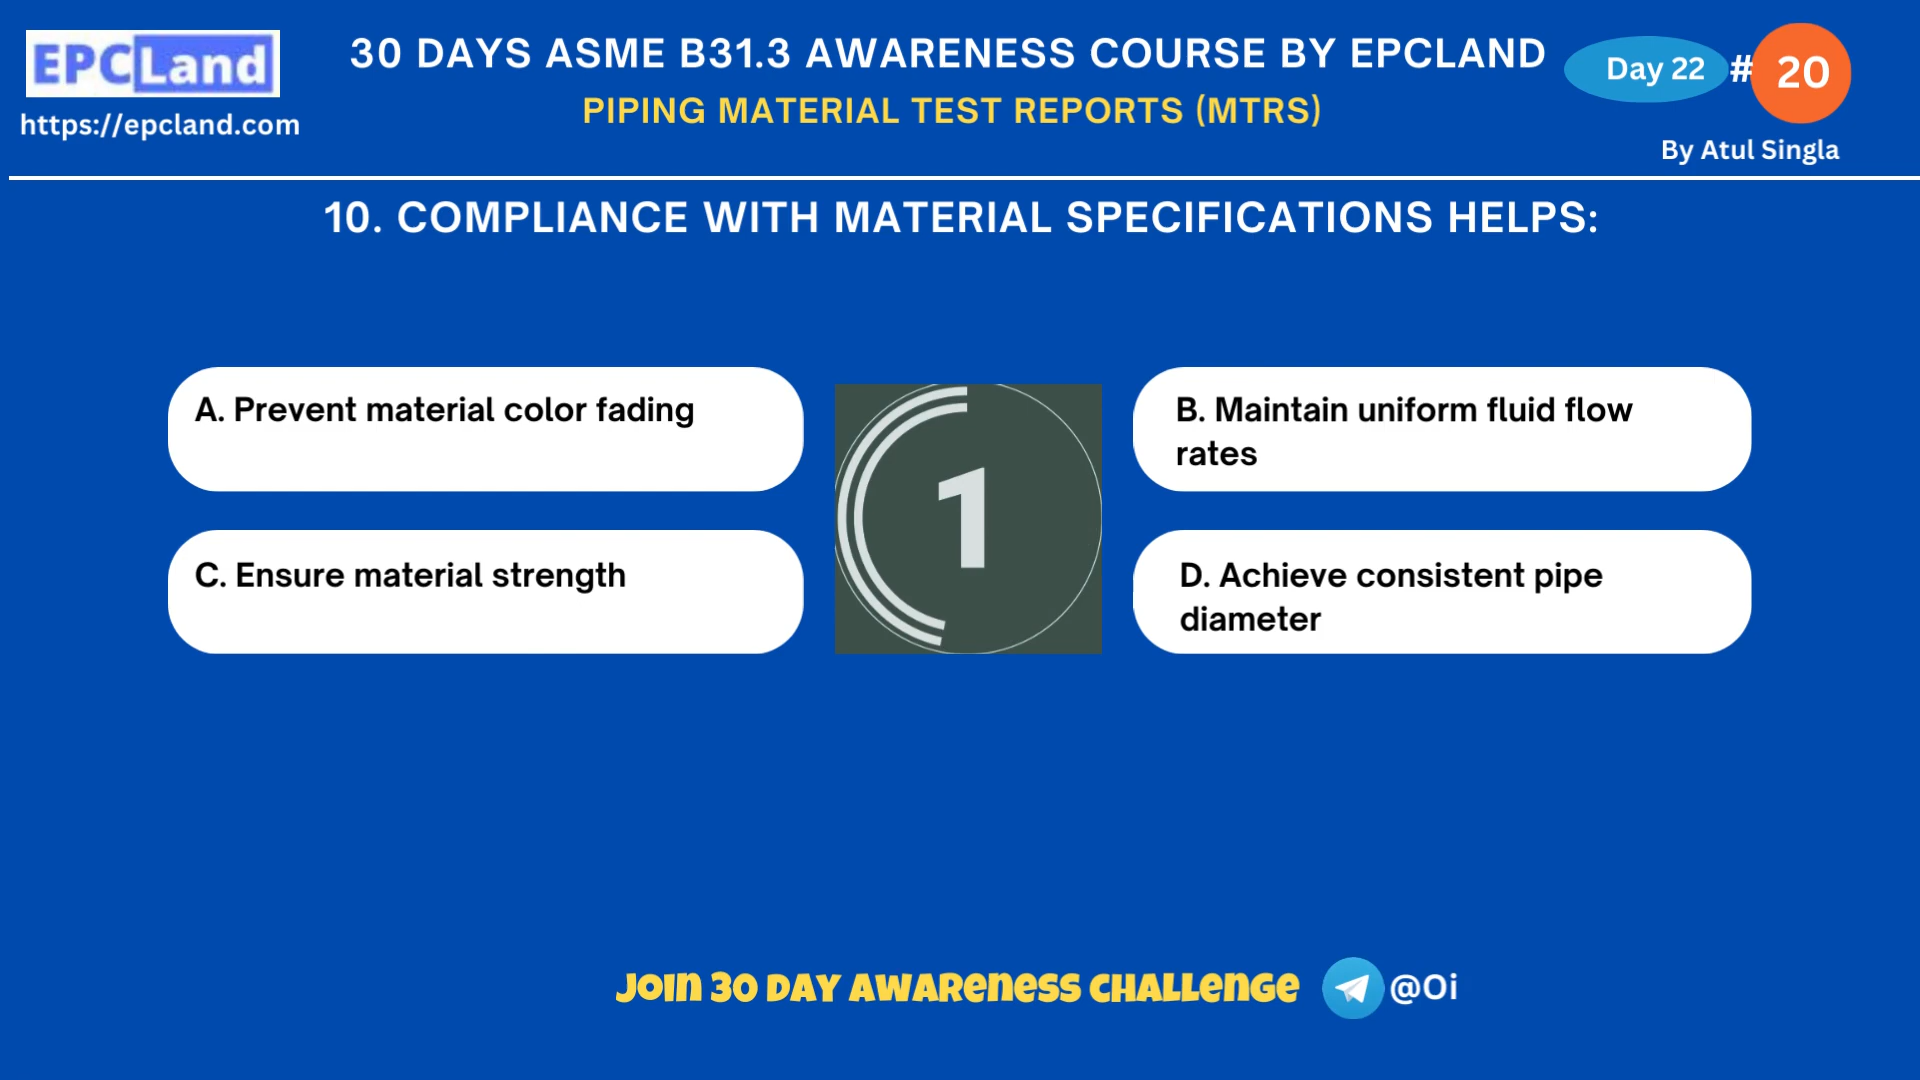 EPCLand
https://epcland.com
30 DAYS ASME B31.3 AWARENESS COURSE BY EPCLAND
PIPING MATERIAL TEST REPORTS (MTRS)
Day 22 # 20
By Atul Singla
10. COMPLIANCE WITH MATERIAL SPECIFICATIONS HELPS:
A. Prevent material color fading
B. Maintain uniform fluid flow
rates
1
C. Ensure material strength
D. Achieve consistent pipe
diameter
JOIN 30 DAY AWARENESS CHALLENGE @Oi